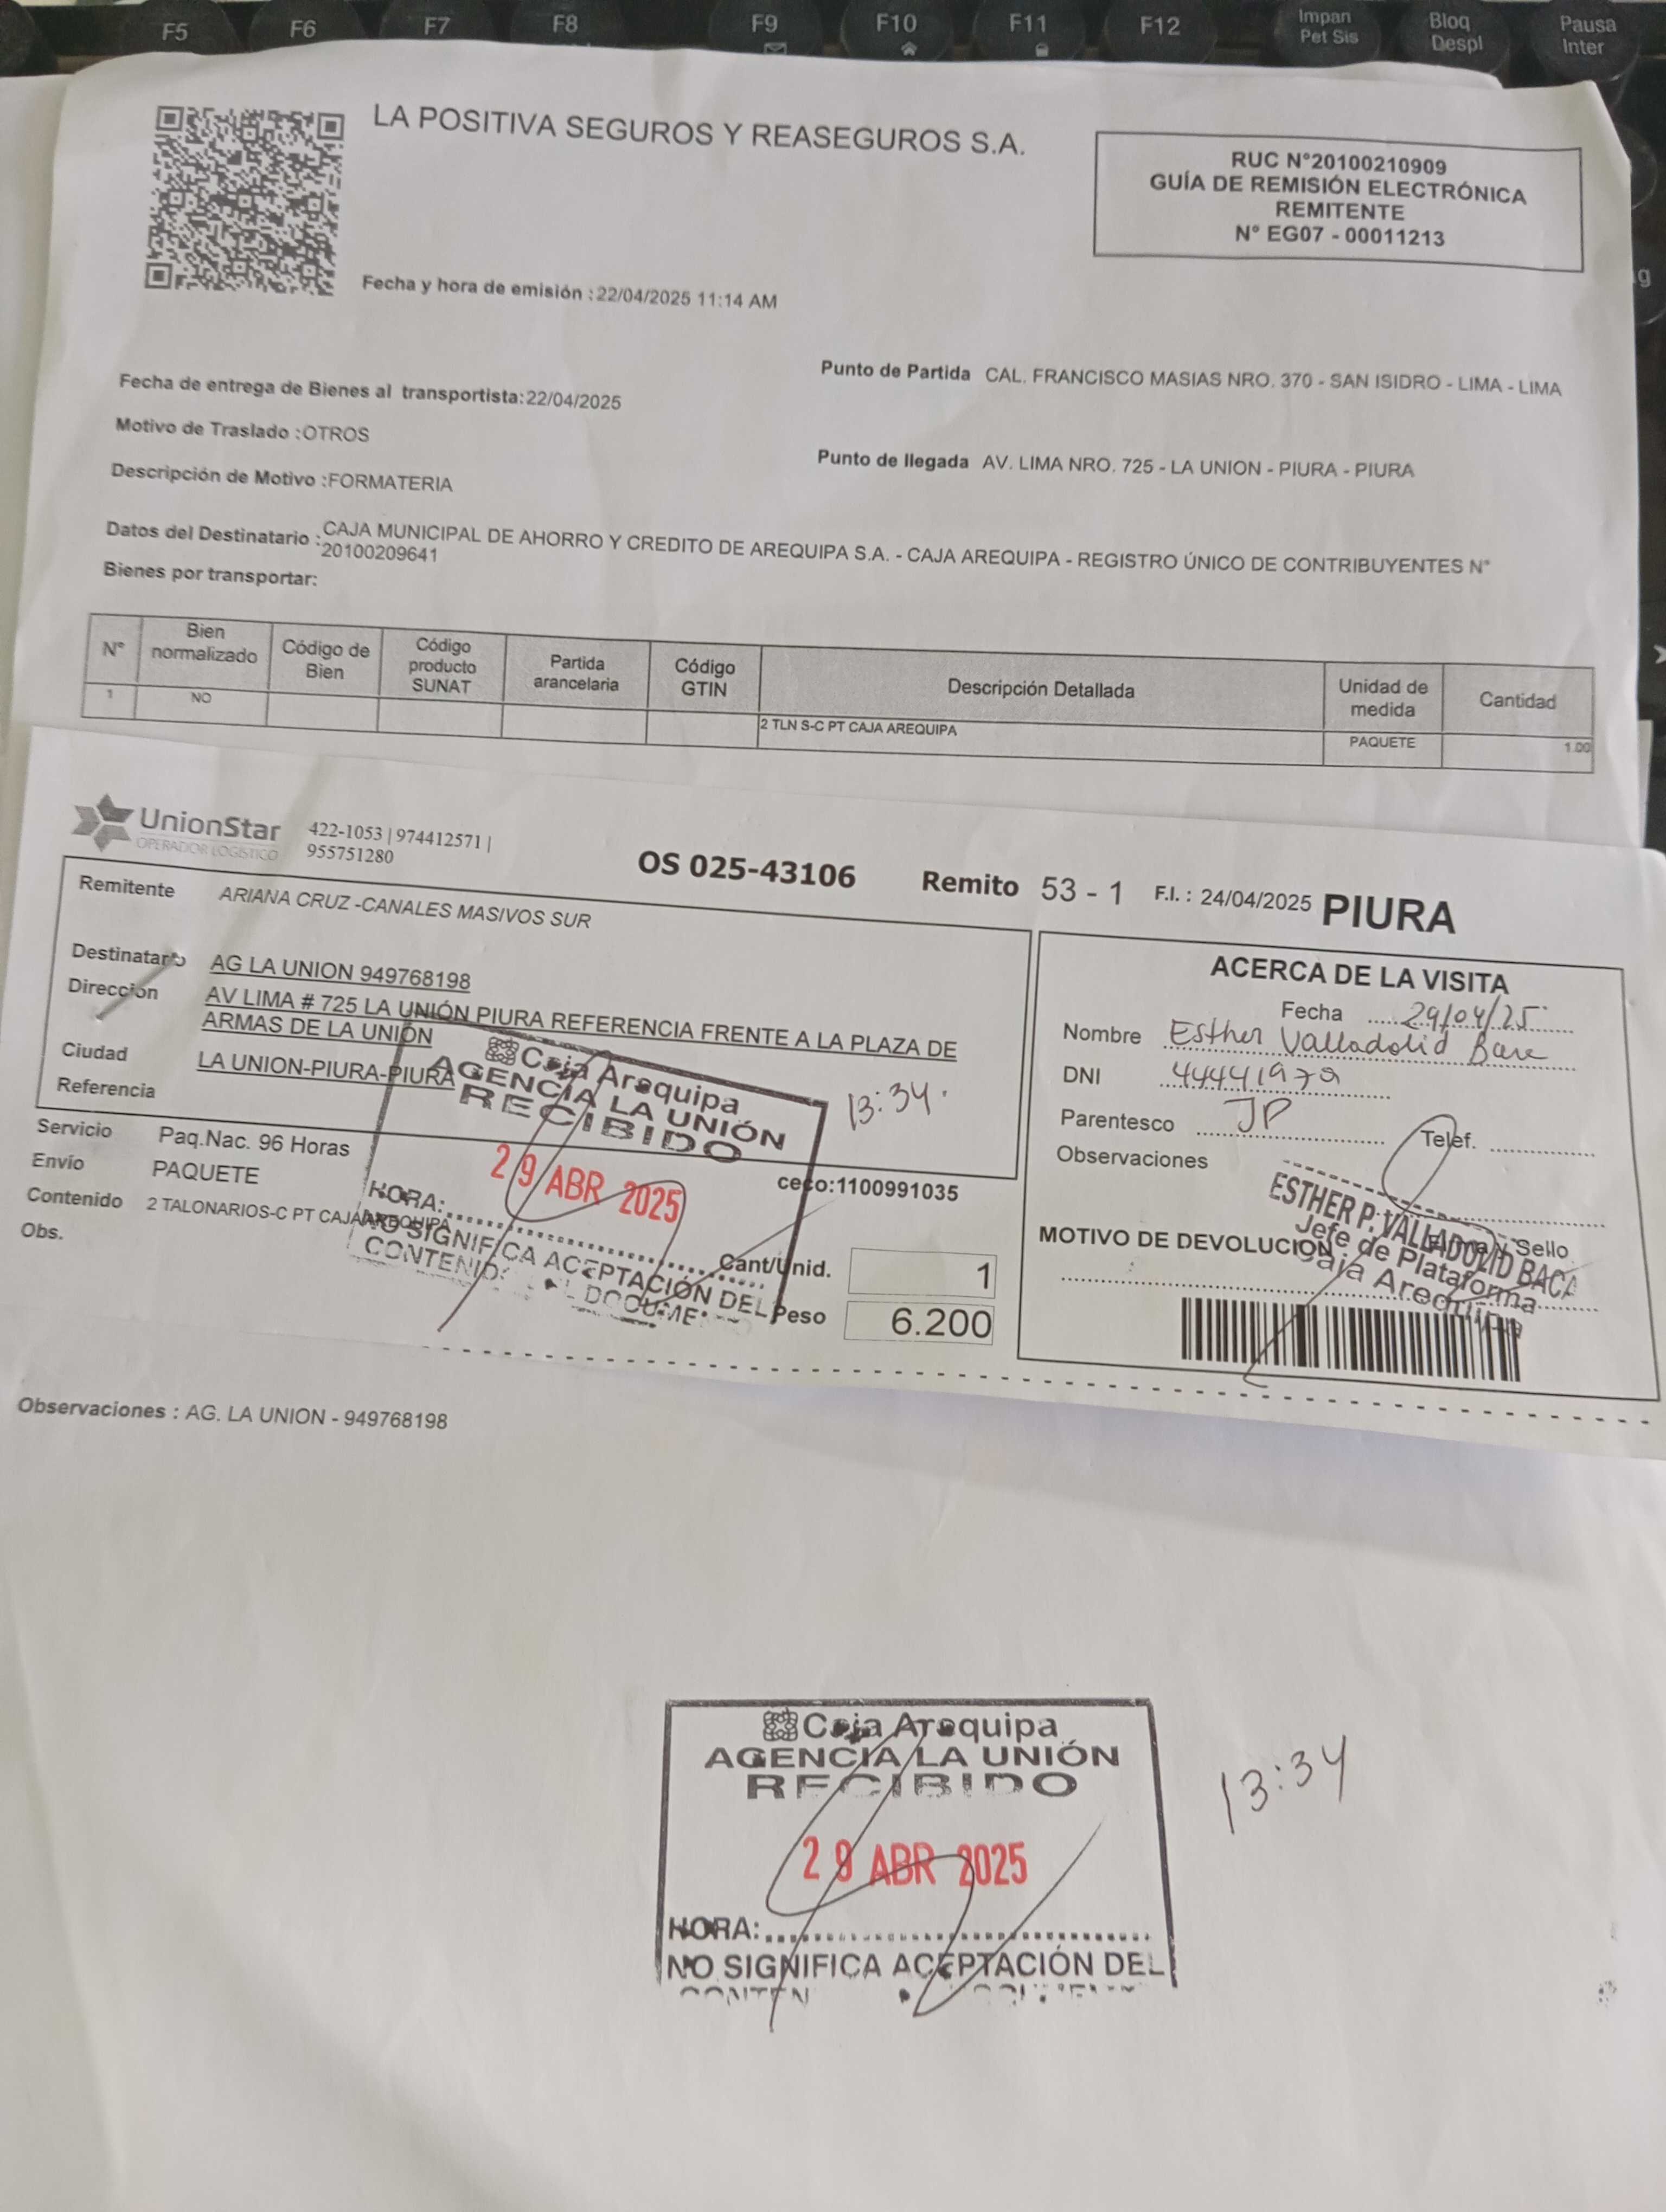 F5 F6 F7 F8 F9 F10 F11 F12 Impan Pet Sis Bloq Despl Pausa Inter
g
LA POSITIVA SEGUROS Y REASEGUROS S.A.
RUC N°20100210909
GUÍA DE REMISIÓN ELECTRÓNICA
REMITENTE
N° EG07 - 00011213
Fecha y hora de emisión :22/04/2025 11:14 AM
Fecha de entrega de Bienes al transportista:22/04/2025
Punto de Partida CAL. FRANCISCO MASIAS NRO. 370 - SAN ISIDRO - LIMA - LIMA
Motivo de Traslado :OTROS
Punto de llegada AV. LIMA NRO. 725 - LA UNION - PIURA - PIURA
Descripción de Motivo :FORMATERIA
Datos del Destinatario :CAJA MUNICIPAL DE AHORRO Y CREDITO DE AREQUIPA S.A. - CAJA AREQUIPA - REGISTRO ÚNICO DE CONTRIBUYENTES N°
20100209641
Bienes por transportar:
N° Bien normalizado Código de Bien Código producto SUNAT Partida arancelaria Código GTIN Descripción Detallada Unidad de medida Cantidad
1 NO 2 TLN S-C PT CAJA AREQUIPA PAQUETE 1.00
UnionStar
OPERADOR LOGISTICO
422-1053 | 974412571 |
955751280
OS 025-43106 Remito 53 - 1 F.I. : 24/04/2025 PIURA
Remitente ARIANA CRUZ -CANALES MASIVOS SUR
Destinatario AG LA UNION 949768198
Dirección AV LIMA # 725 LA UNIÓN PIURA REFERENCIA FRENTE A LA PLAZA DE
ARMAS DE LA UNIÓN
Ciudad LA UNION-PIURA-PIURA
Referencia
Servicio Paq.Nac. 96 Horas
Envío PAQUETE
Contenido 2 TALONARIOS-C PT CAJA AREQUIPA
Obs.
ceco:1100991035
Cant/Unid. 1
Peso 6.200
Caja Arequipa
AGENCIA LA UNIÓN
RECIBIDO
29 ABR 2025
HORA:
NO SIGNIFICA ACEPTACIÓN DEL
CONTENIDO DEL DOCUMENTO
13:34
ACERCA DE LA VISITA
Fecha 29/04/25
Nombre Esther Valladolid Baca
DNI 44441979
Parentesco JP Telef.
Observaciones
Sello
MOTIVO DE DEVOLUCION
ESTHER P. VALLADOLID BACA
Jefe de Plataforma
Caja Arequipa
Observaciones : AG. LA UNION - 949768198
Caja Arequipa
AGENCIA LA UNIÓN
RECIBIDO
29 ABR 2025
HORA:
NO SIGNIFICA ACEPTACIÓN DEL
13:34